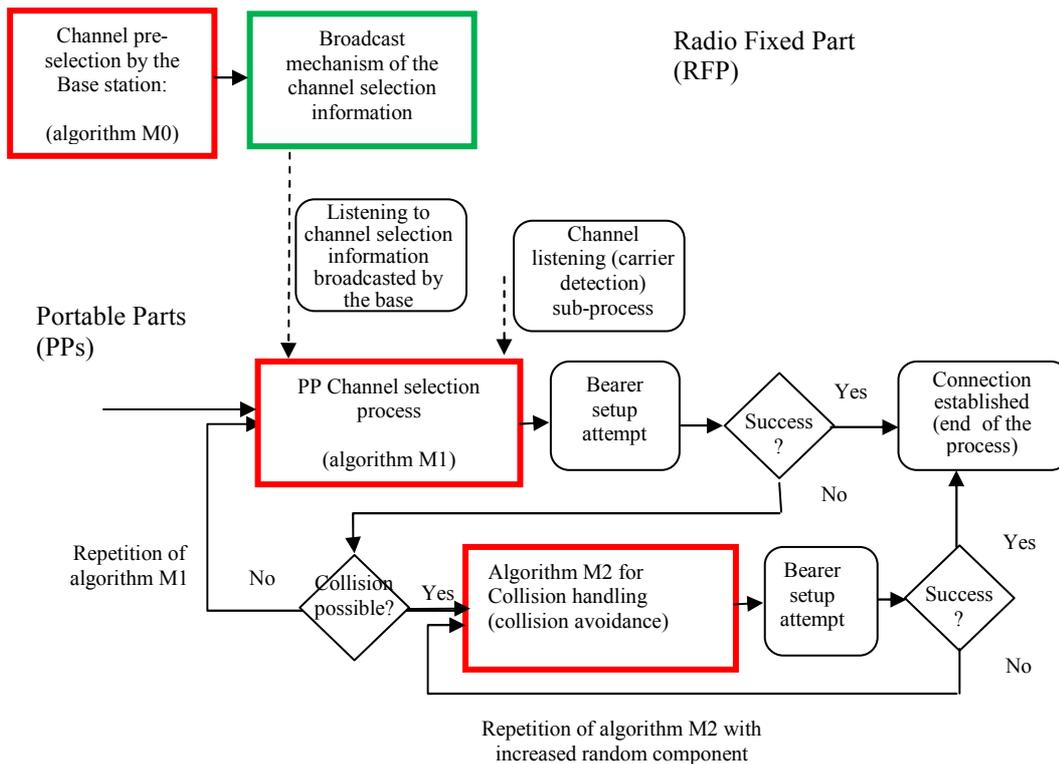 Channel pre-
selection by the
Base station:
(algorithm M0)
Broadcast
mechanism of the
channel selection
information
Radio Fixed Part
(RFP)
Listening to
channel selection
information
broadcasted by
the base
Channel
listening (carrier
detection)
sub-process
Portable Parts
(PPs)
PP Channel selection
process
(algorithm M1)
Bearer
setup
attempt
Success
?
Yes
Connection
established
(end of the
process)
No
Repetition of
algorithm M1
No
Collision
possible?
Yes
Algorithm M2 for
Collision handling
(collision avoidance)
Bearer
setup
attempt
Success
?
Yes
No
Repetition of algorithm M2 with
increased random component